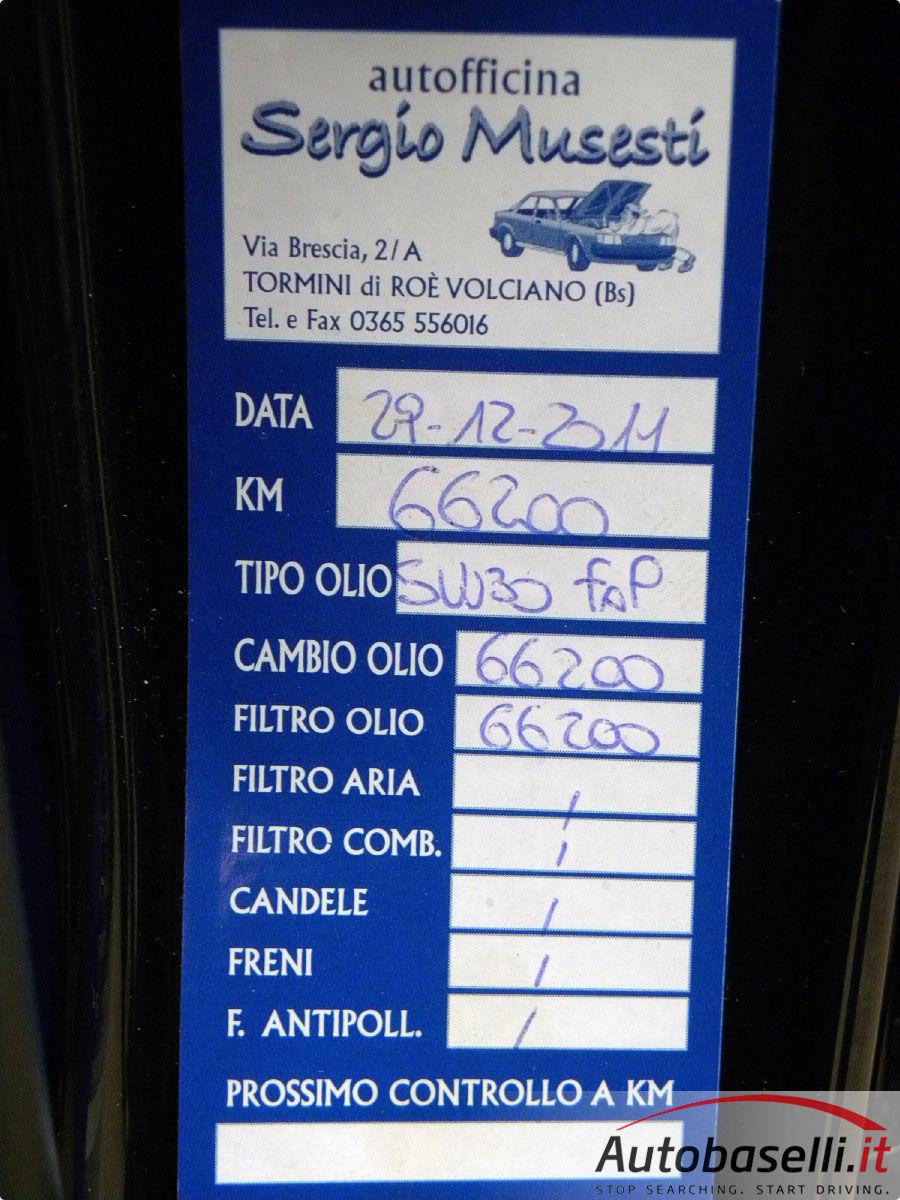 autofficina
Sergio Musesti
Via Brescia, 2/A
TORMINI di ROÈ VOLCIANO (Bs)
Tel. e Fax 0365 556016
DATA 29-12-2011
KM 66200
TIPO OLIO 5W30 FAP
CAMBIO OLIO 66200
FILTRO OLIO 66200
FILTRO ARIA /
FILTRO COMB. /
CANDELE /
FRENI /
F. ANTIPOLL. /
PROSSIMO CONTROLLO A KM
Autobaselli.it
STOP SEARCHING. START DRIVING.